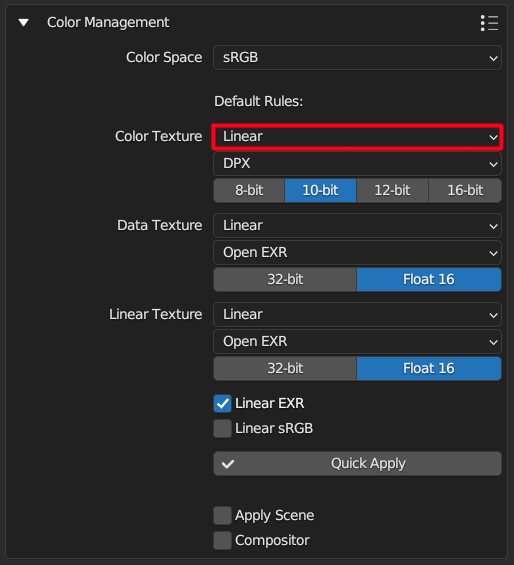 Color Management
Color Space sRGB
Default Rules:
Color Texture Linear
DPX
8-bit 10-bit 12-bit 16-bit
Data Texture Linear
Open EXR
32-bit Float 16
Linear Texture Linear
Open EXR
32-bit Float 16
Linear EXR
Linear sRGB
Quick Apply
Apply Scene
Compositor